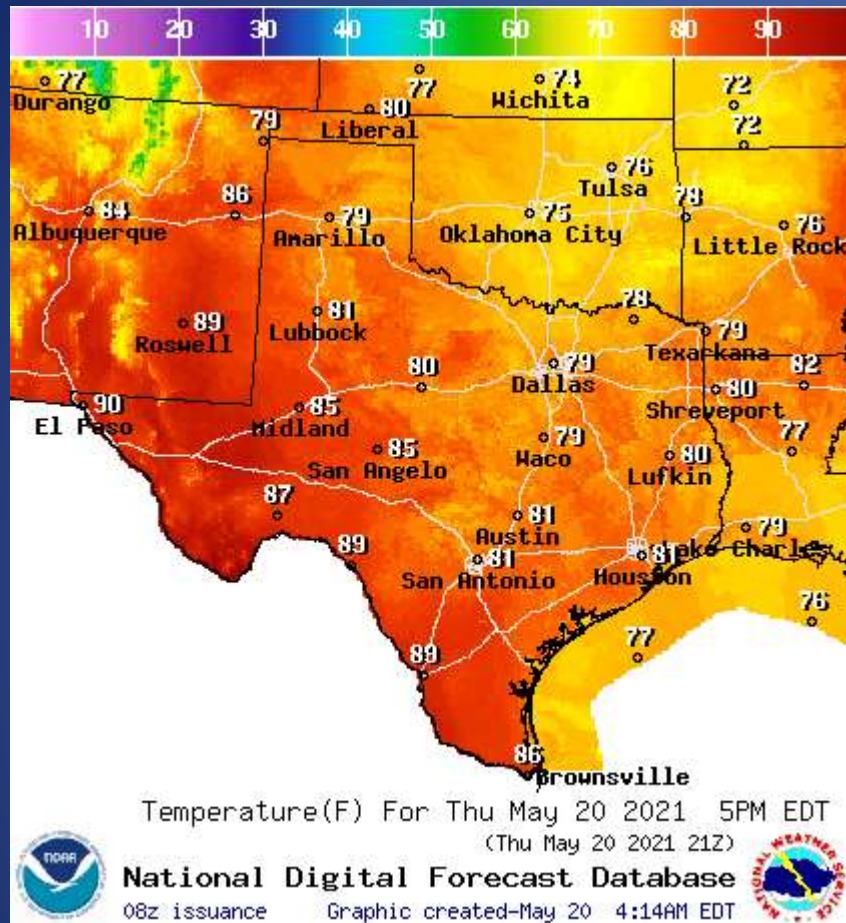 10 20 30 40 50 60 70 80 90
77 77 74 72
Durango Wichita
80
Liberal
79 72
76
Tulsa
84 86 79 75 78 76
Albuquerque Amarillo Oklahoma City Little Rock
89 81 78 79
Roswell Lubbock Texarkana
80 79 82
Dallas 80
90 85 Shreveport
El Paso Midland
85 79 77
San Angelo Waco 80
Lufkin
87 81 79
Austin Lake Charles
89 81 81
San Antonio Houston
76
89 77
86
Brownsville
Temperature(F) For Thu May 20 2021 5PM EDT
(Thu May 20 2021 21Z)
NOAA
National Digital Forecast Database
NATIONAL WEATHER SERVICE
08z issuance Graphic created-May 20 4:14AM EDT